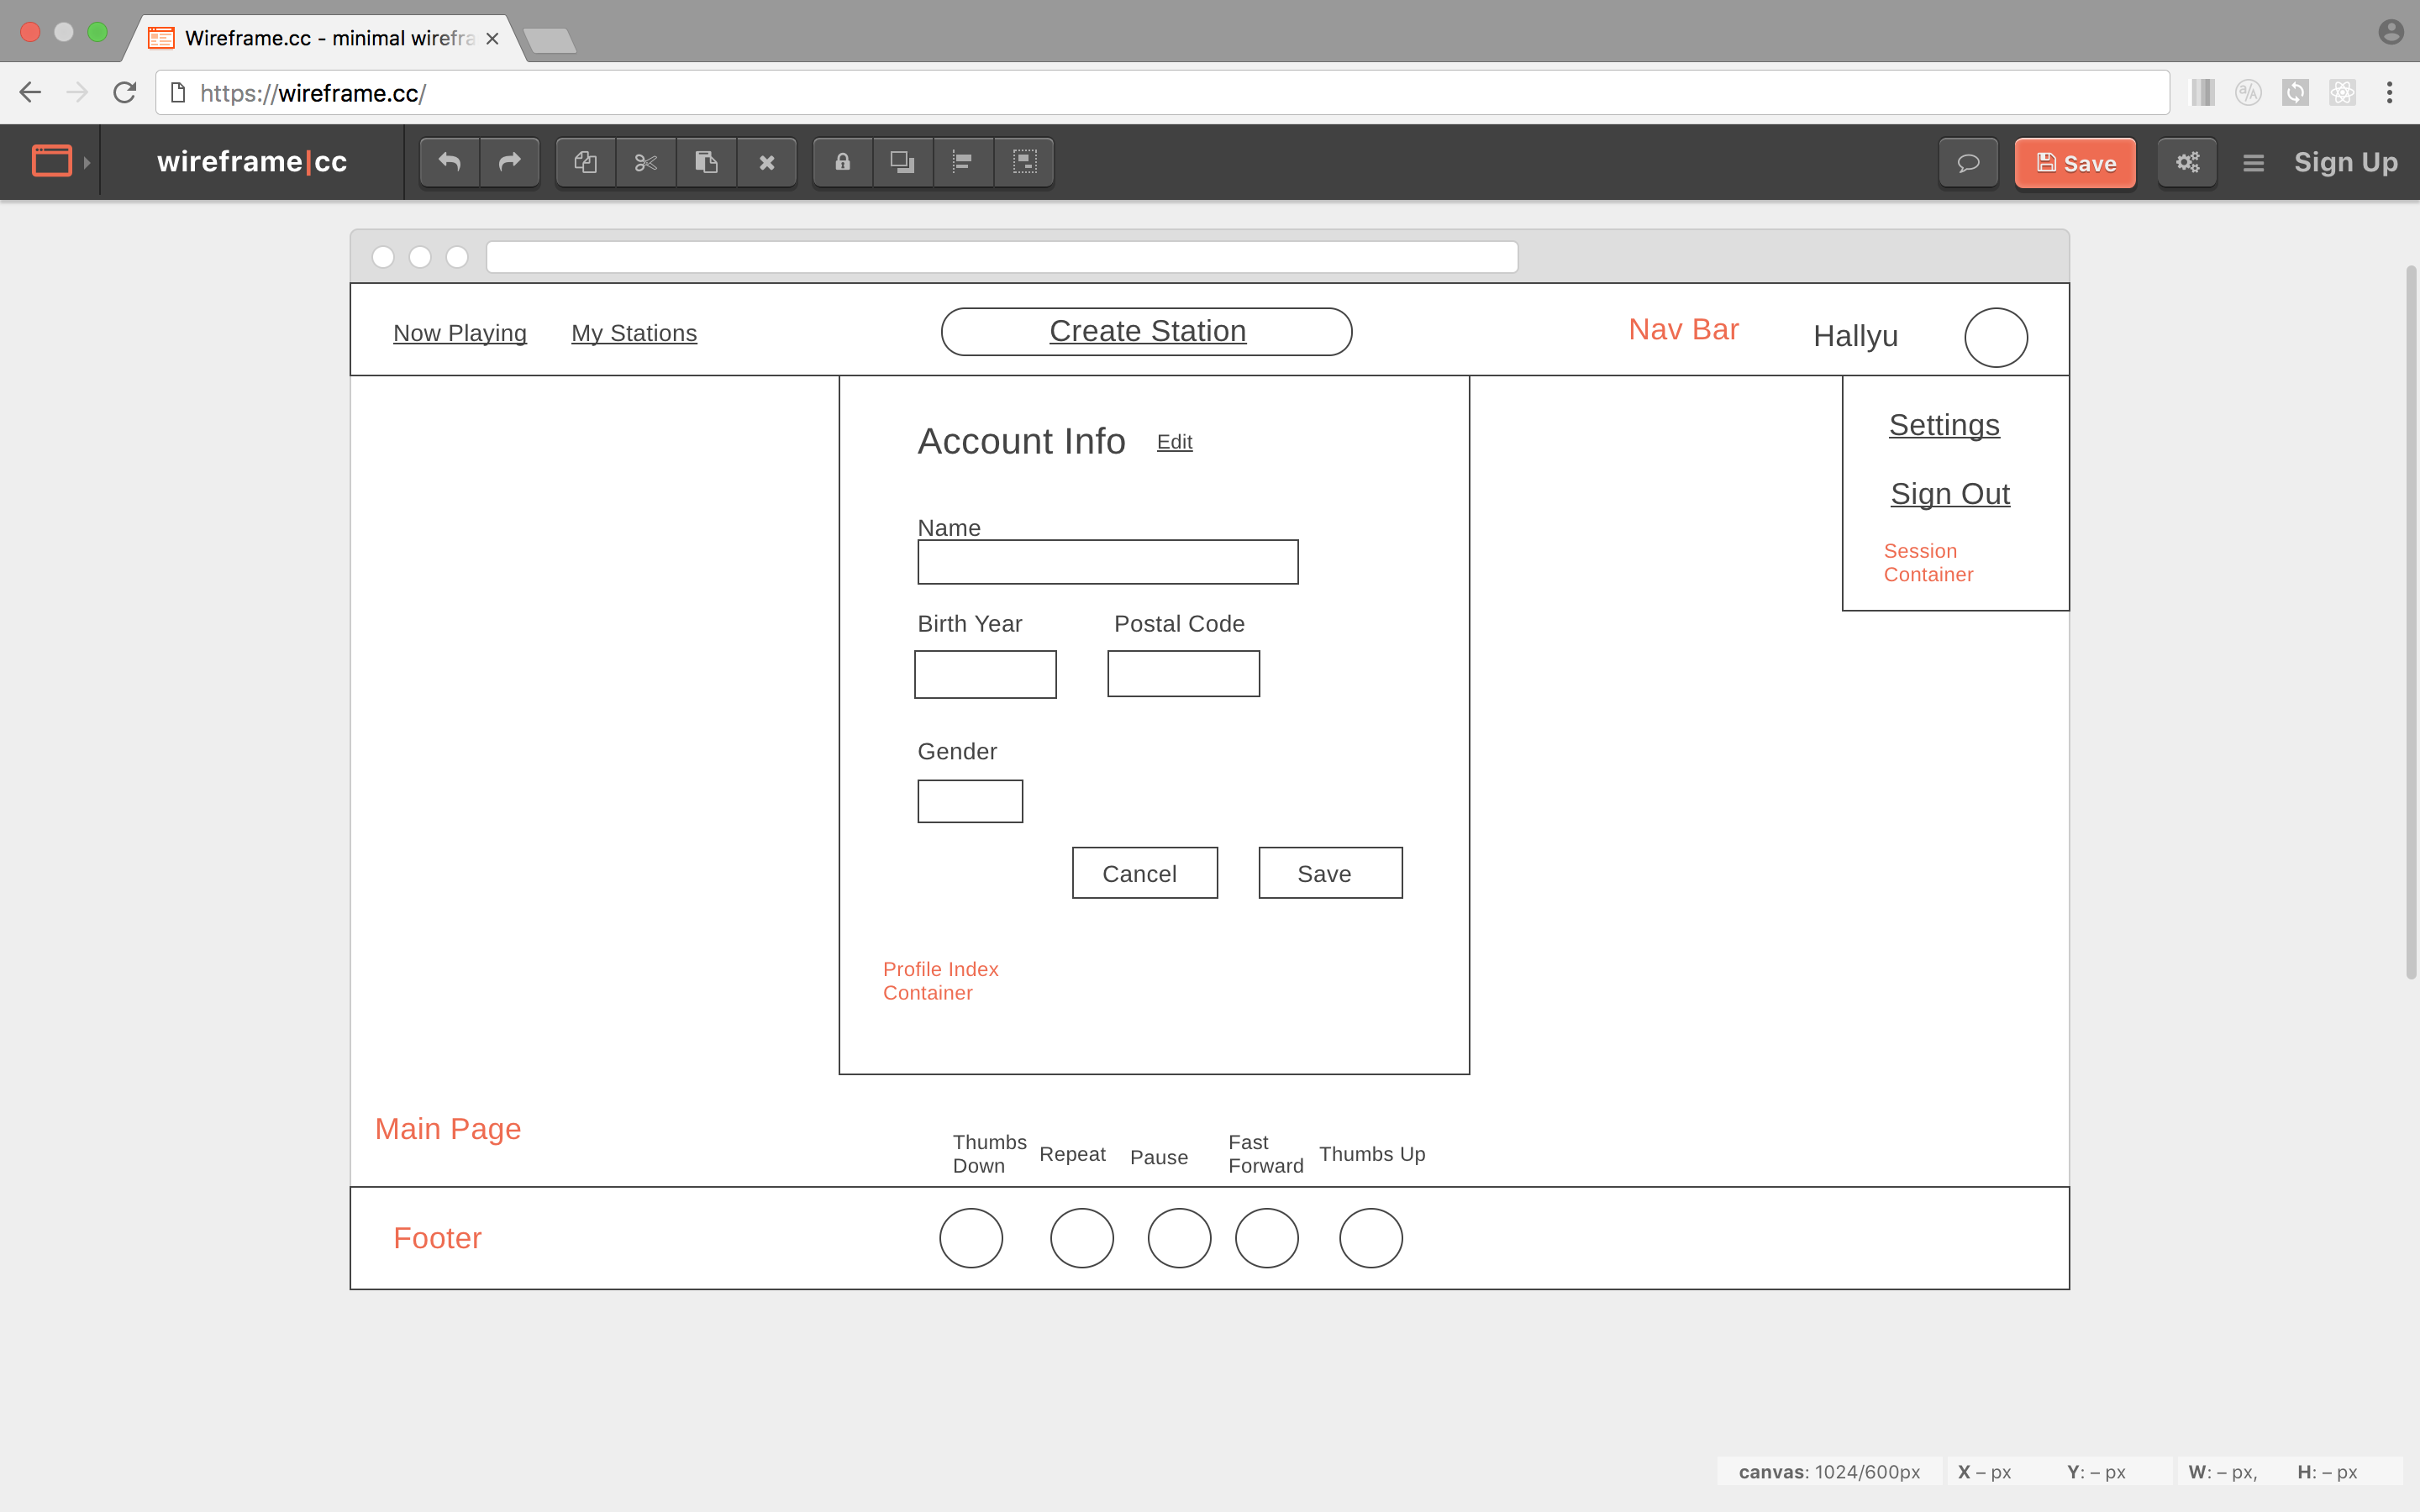 Wireframe.cc - minimal wirefra
https://wireframe.cc/
wireframe|cc
Save
Sign Up
Now Playing
My Stations
Create Station
Nav Bar
Hallyu
Account Info
Edit
Settings
Sign Out
Session
Container
Name
Birth Year
Postal Code
Gender
Cancel
Save
Profile Index
Container
Main Page
Thumbs
Down
Repeat
Pause
Fast
Forward
Thumbs Up
Footer
canvas: 1024/600px
X – px
Y: – px
W: – px,
H: – px